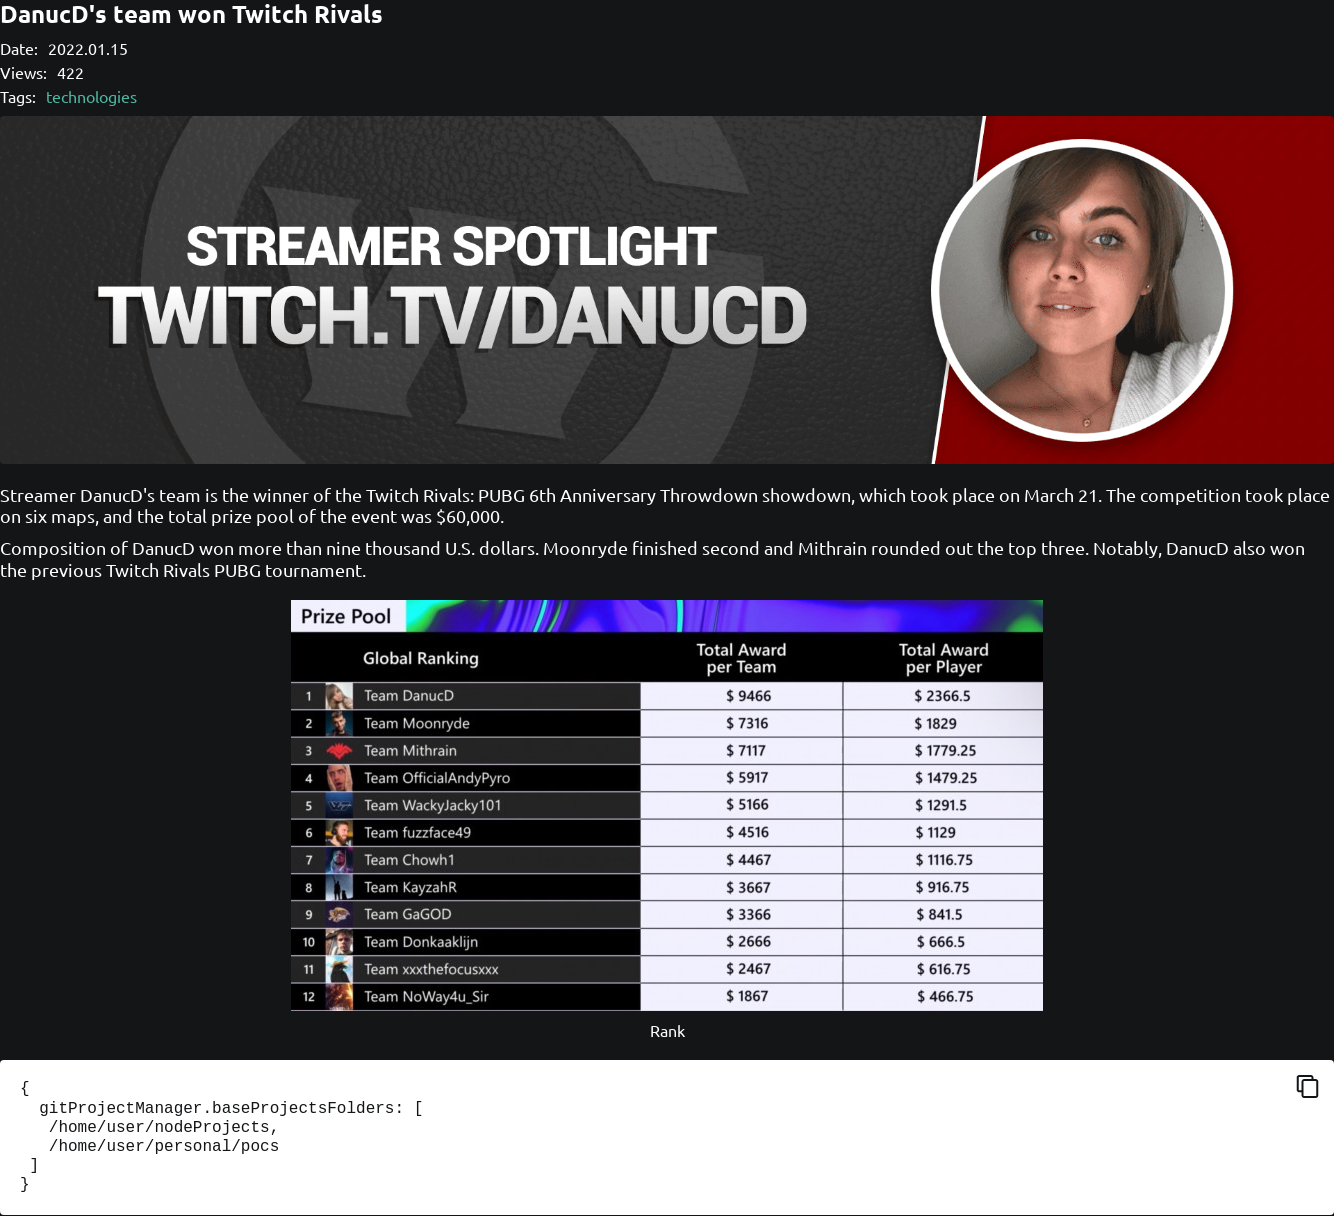 DanucD's team won Twitch Rivals
Date: 2022.01.15
Views: 422
Tags: technologies
STREAMER SPOTLIGHT
TWITCH.TV/DANUCD
Streamer DanucD's team is the winner of the Twitch Rivals: PUBG 6th Anniversary Throwdown showdown, which took place on March 21. The competition took place
on six maps, and the total prize pool of the event was $60,000.
Composition of DanucD won more than nine thousand U.S. dollars. Moonryde finished second and Mithrain rounded out the top three. Notably, DanucD also won
the previous Twitch Rivals PUBG tournament.
Prize Pool
Global Ranking Total Award per Team Total Award per Player
1 Team DanucD $ 9466 $ 2366.5
2 Team Moonryde $ 7316 $ 1829
3 Team Mithrain $ 7117 $ 1779.25
4 Team OfficialAndyPyro $ 5917 $ 1479.25
5 Team WackyJacky101 $ 5166 $ 1291.5
6 Team fuzzface49 $ 4516 $ 1129
7 Team Chowh1 $ 4467 $ 1116.75
8 Team KayzahR $ 3667 $ 916.75
9 Team GaGOD $ 3366 $ 841.5
10 Team Donkaaklijn $ 2666 $ 666.5
11 Team xxxthefocusxxx $ 2467 $ 616.75
12 Team NoWay4u_Sir $ 1867 $ 466.75
Rank
{
  gitProjectManager.baseProjectsFolders: [
   /home/user/nodeProjects,
   /home/user/personal/pocs
 ]
}